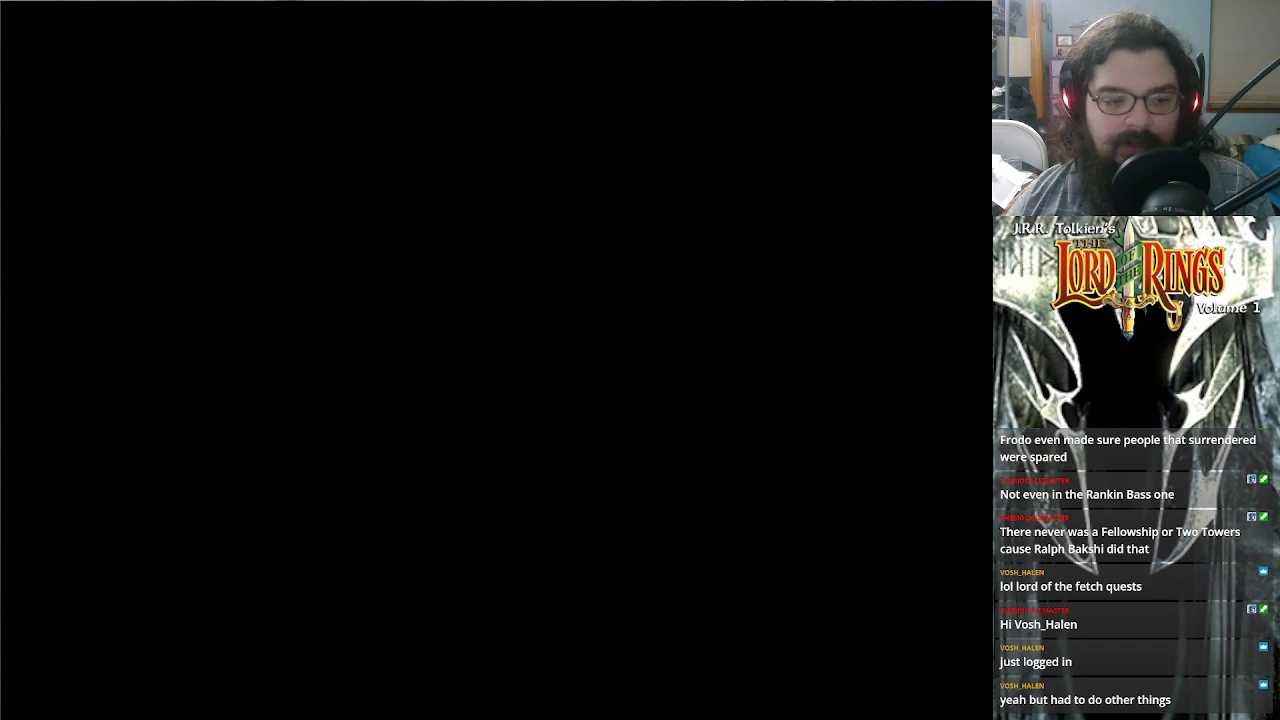 J.R.R. Tolkien's
THE
LORD OF THE RINGS
Volume 1
Frodo even made sure people that surrendered
were spared
Not even in the Rankin Bass one
There never was a Fellowship or Two Towers
cause Ralph Bakshi did that
VOSH_HALEN
lol lord of the fetch quests
Hi Vosh_Halen
VOSH_HALEN
just logged in
VOSH_HALEN
yeah but had to do other things